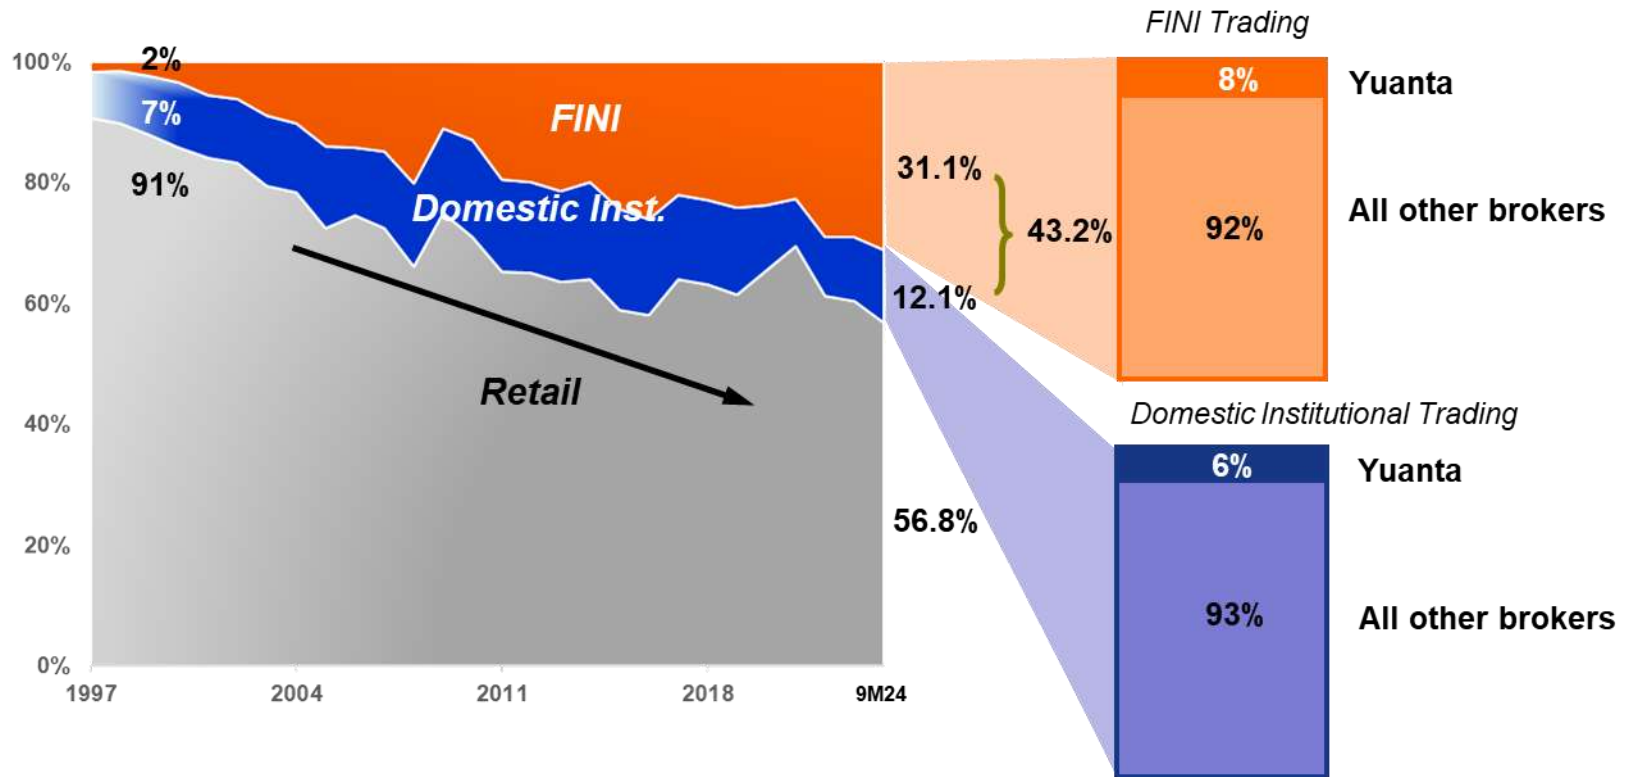 FINI Trading
100%
80%
60%
40%
20%
0%
2%
7%
91%
FINI
Domestic Inst.
Retail
1997
2004
2011
2018
9M24
31.1%
43.2%
12.1%
56.8%
8%
Yuanta
92%
All other brokers
Domestic Institutional Trading
6%
Yuanta
93%
All other brokers